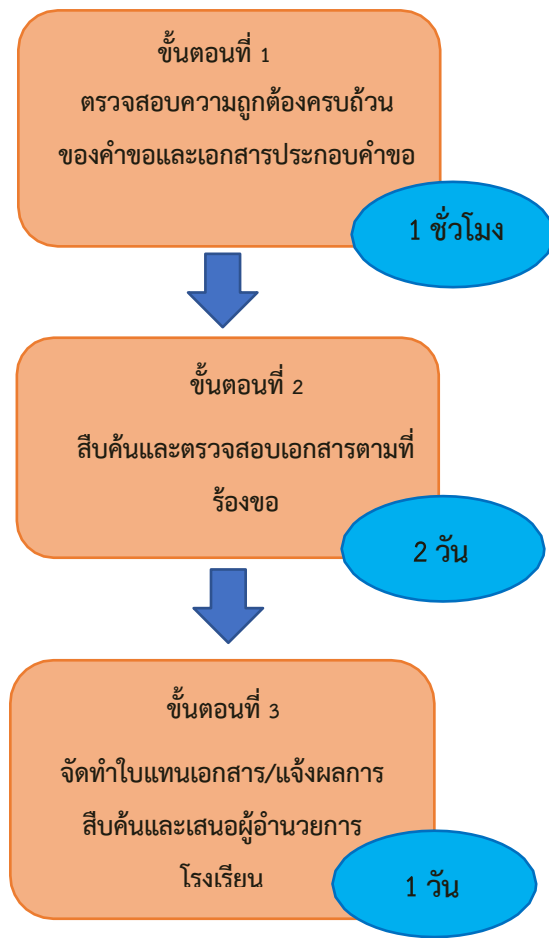 ขั้นตอนที่ 1
ตรวจสอบความถูกต้องครบถ้วน
ของคำขอและเอกสารประกอบคำขอ
1 ชั่วโมง
ขั้นตอนที่ 2
สืบค้นและตรวจสอบเอกสารตามที่
ร้องขอ
2 วัน
ขั้นตอนที่ 3
จัดทำใบแทนเอกสาร/แจ้งผลการ
สืบค้นและเสนอผู้อำนวยการ
โรงเรียน
1 วัน